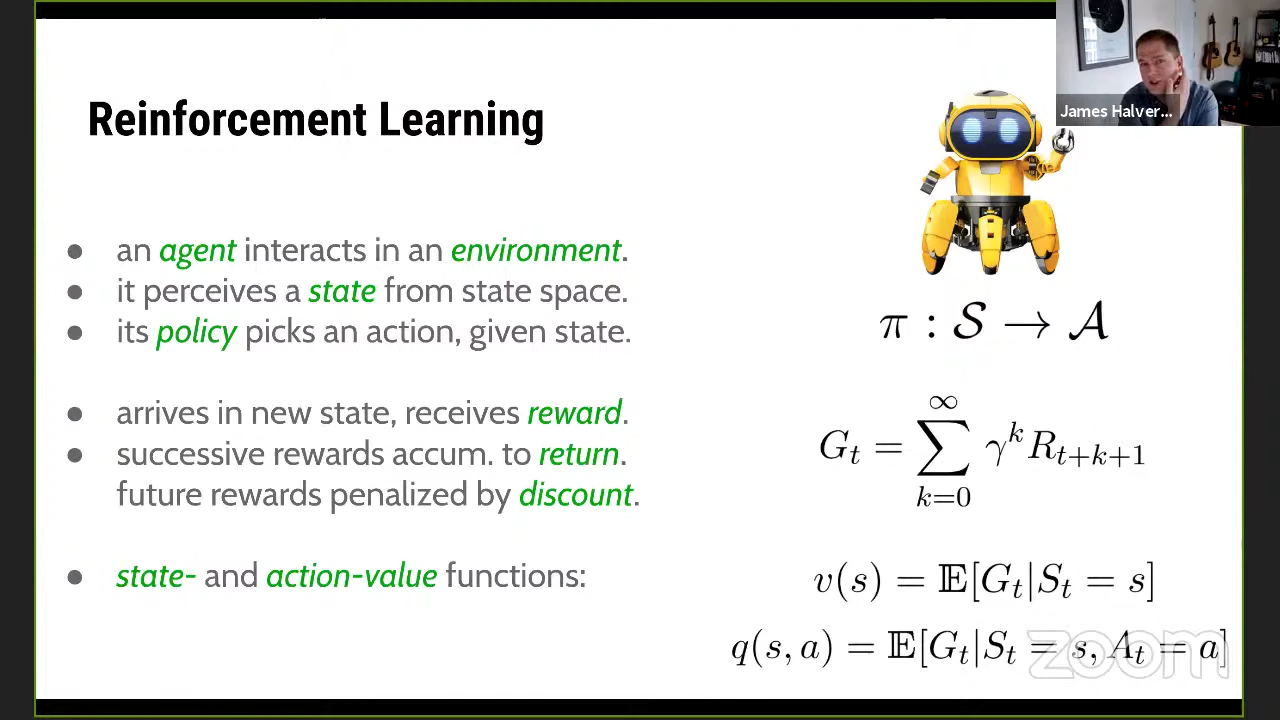 Reinforcement Learning
James Halver...
● an agent interacts in an environment.
● it perceives a state from state space.
● its policy picks an action, given state.
π : 𝒮 → 𝒜
● arrives in new state, receives reward.
● successive rewards accum. to return.
future rewards penalized by discount.
G_t = ∑_{k=0}^{∞} γ^k R_{t+k+1}
● state- and action-value functions:
v(s) = 𝔼[G_t|S_t = s]
q(s, a) = 𝔼[G_t|S_t = s, A_t = a]
zoom